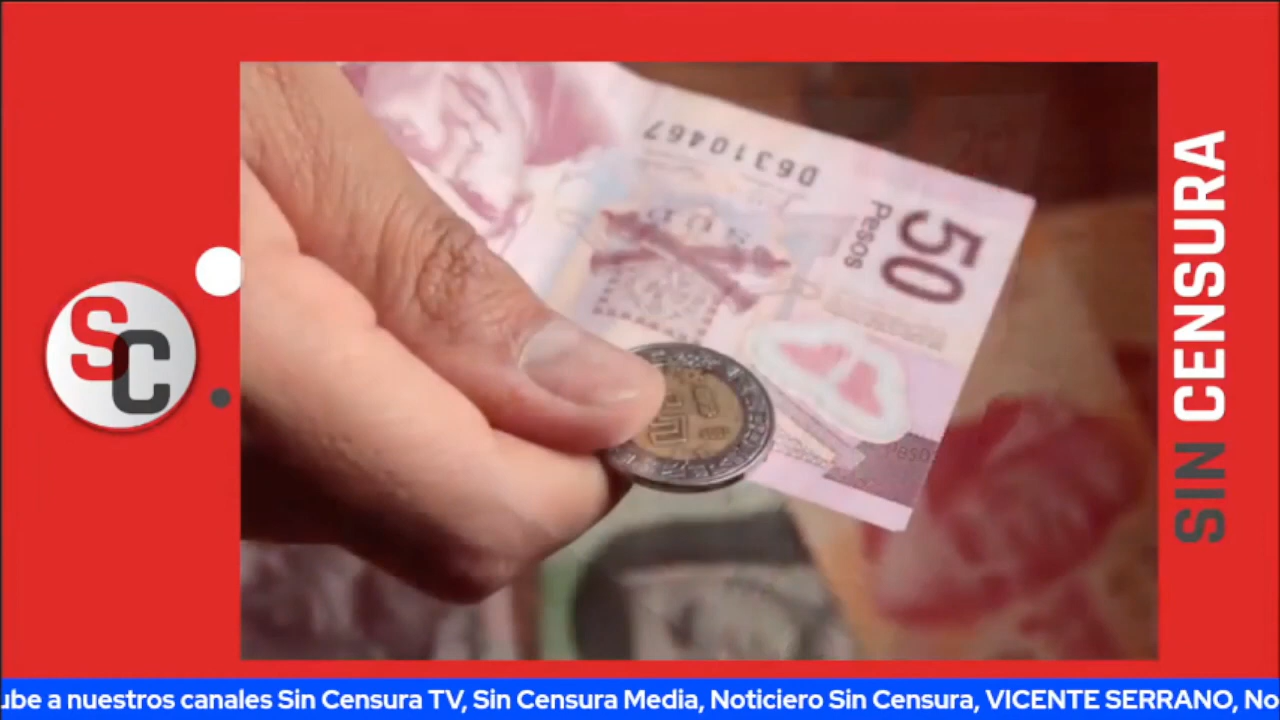 D6310467
50
Pesos
SC
SIN CENSURA
ube a nuestros canales Sin Censura TV, Sin Censura Media, Noticiero Sin Censura, VICENTE SERRANO, No